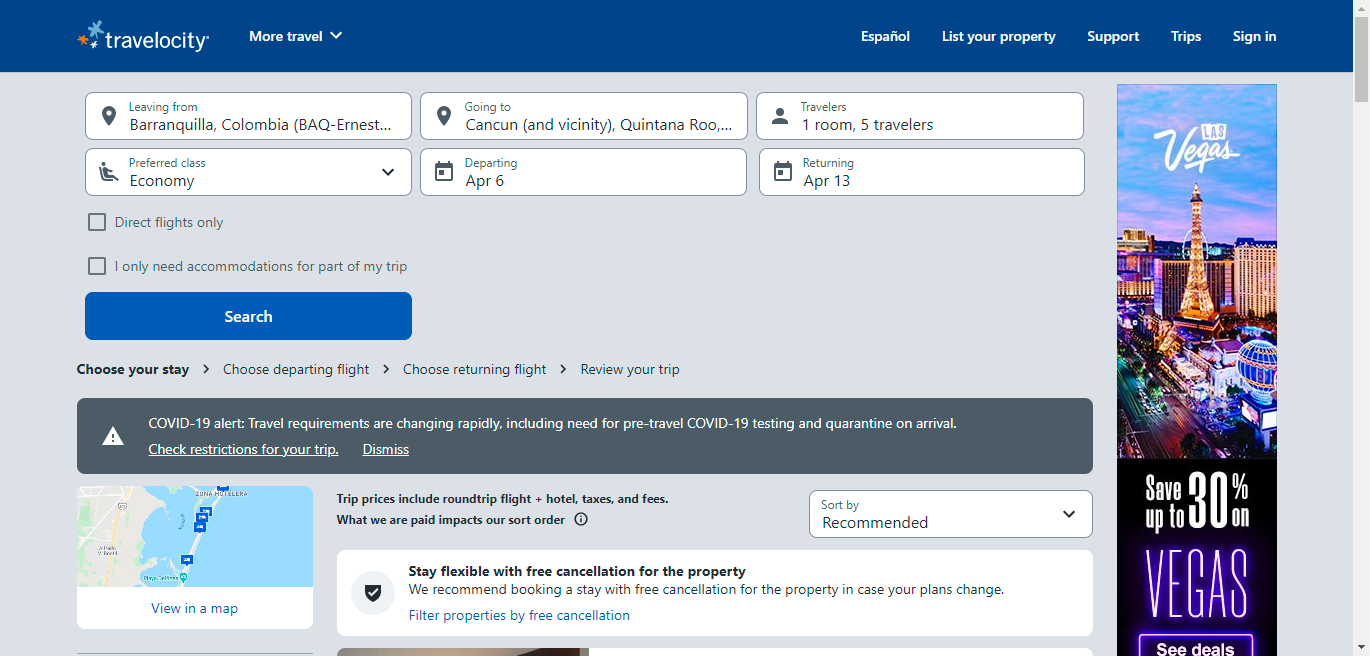 travelocity
More travel
Español
List your property
Support
Trips
Sign in
Leaving from
Barranquilla, Colombia (BAQ-Ernest...
Going to
Cancun (and vicinity), Quintana Roo,...
Travelers
1 room, 5 travelers
Preferred class
Economy
Departing
Apr 6
Returning
Apr 13
Direct flights only
I only need accommodations for part of my trip
Search
Choose your stay
Choose departing flight
Choose returning flight
Review your trip
COVID-19 alert: Travel requirements are changing rapidly, including need for pre-travel COVID-19 testing and quarantine on arrival.
Check restrictions for your trip.
Dismiss
ZONA HOTELERA
Alfredo
V. Bonfil
Playa Delfines
View in a map
Trip prices include roundtrip flight + hotel, taxes, and fees.
What we are paid impacts our sort order
Sort by
Recommended
Stay flexible with free cancellation for the property
We recommend booking a stay with free cancellation for the property in case your plans change.
Filter properties by free cancellation
LAS
Vegas
Save 30%
up to on
VEGAS
See deals